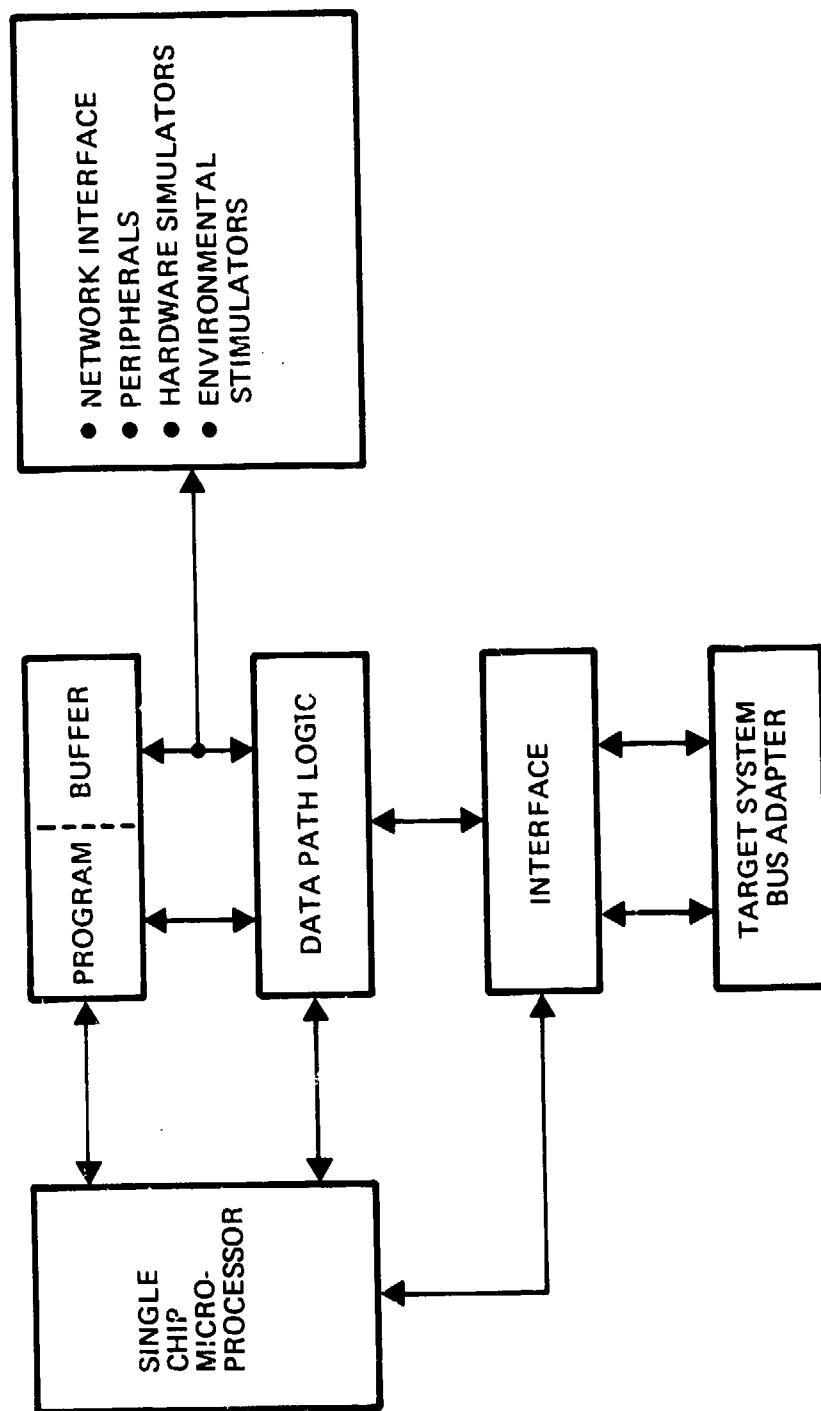 SINGLE
CHIP
MICRO-
PROCESSOR
PROGRAM
BUFFER
DATA PATH LOGIC
INTERFACE
TARGET SYSTEM
BUS ADAPTER
● NETWORK INTERFACE
● PERIPHERALS
● HARDWARE SIMULATORS
● ENVIRONMENTAL
STIMULATORS